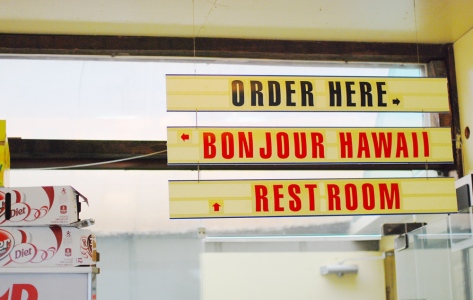 ORDER HERE
BONJOUR HAWAII
REST ROOM
Diet
Diet